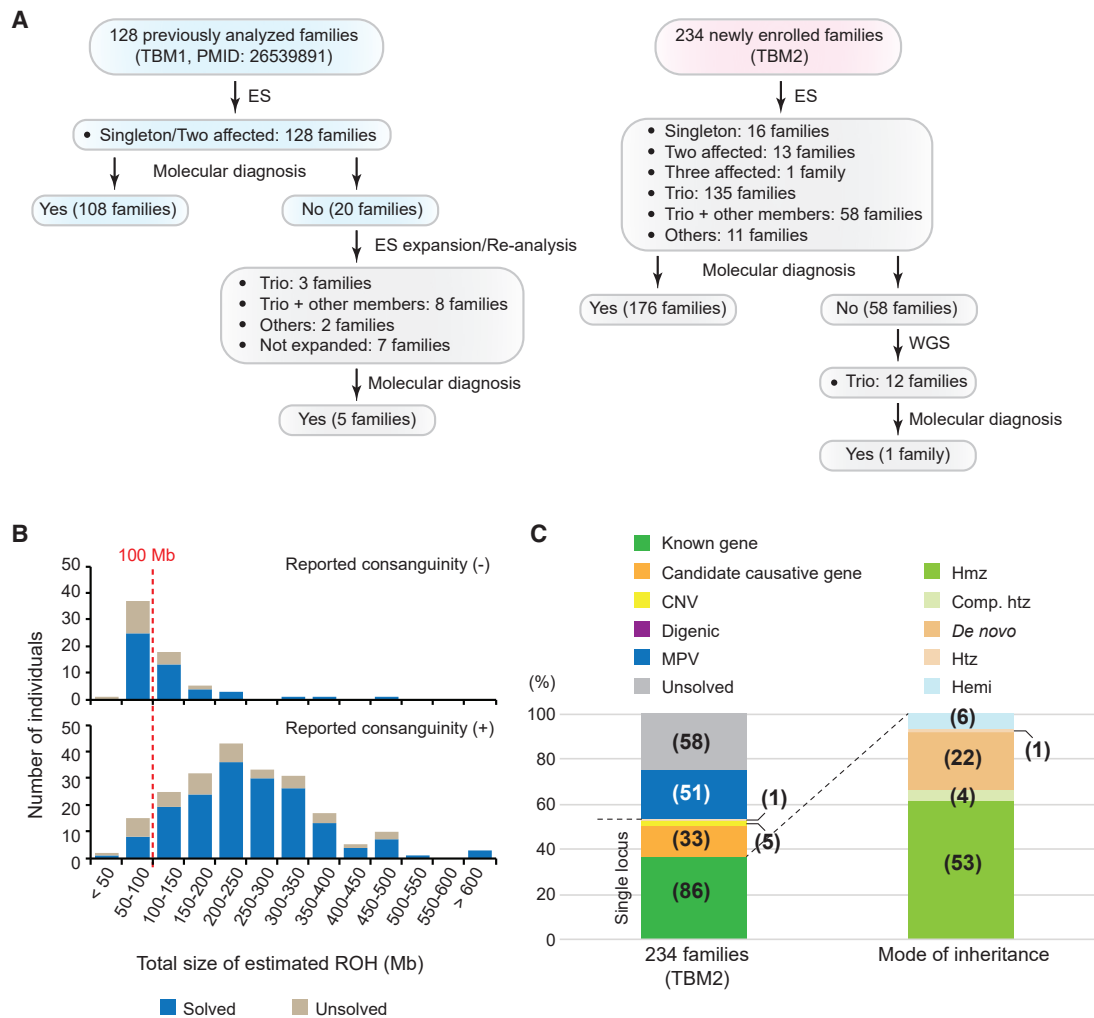 A
128 previously analyzed families
(TBM1, PMID: 26539891)
ES
• Singleton/Two affected: 128 families
Molecular diagnosis
Yes (108 families)
No (20 families)
ES expansion/Re-analysis
• Trio: 3 families
• Trio + other members: 8 families
• Others: 2 families
• Not expanded: 7 families
Molecular diagnosis
Yes (5 families)
234 newly enrolled families
(TBM2)
ES
• Singleton: 16 families
• Two affected: 13 families
• Three affected: 1 family
• Trio: 135 families
• Trio + other members: 58 families
• Others: 11 families
Molecular diagnosis
Yes (176 families)
No (58 families)
WGS
• Trio: 12 families
Molecular diagnosis
Yes (1 family)
B
100 Mb
Reported consanguinity (-)
50
40
30
20
10
0
Reported consanguinity (+)
50
40
30
20
10
0
Number of individuals
< 50
50-100
100-150
150-200
200-250
250-300
300-350
350-400
400-450
450-500
500-550
550-600
> 600
Total size of estimated ROH (Mb)
Solved
Unsolved
C
Known gene
Candidate causative gene
CNV
Digenic
MPV
Unsolved
Hmz
Comp. htz
De novo
Htz
Hemi
(%)
100
80
60
40
20
0
Single locus
(58)
(51)
(1)
(33)
(5)
(86)
(6)
(1)
(22)
(4)
(53)
234 families
(TBM2)
Mode of inheritance